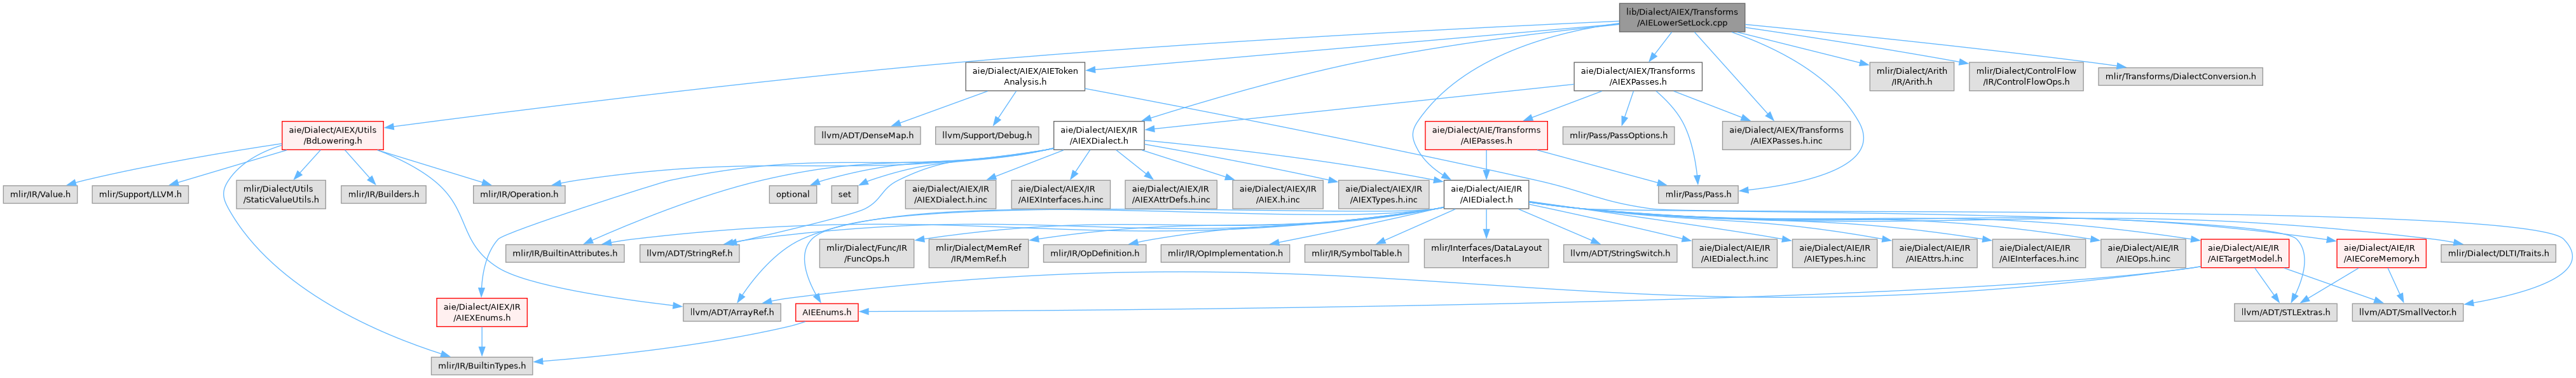 lib/Dialect/AIEX/Transforms
/AIELowerSetLock.cpp
aie/Dialect/AIEX/AIEToken
Analysis.h
aie/Dialect/AIEX/Transforms
/AIEXPasses.h
mlir/Dialect/Arith
/IR/Arith.h
mlir/Dialect/ControlFlow
/IR/ControlFlowOps.h
mlir/Transforms/DialectConversion.h
aie/Dialect/AIEX/Utils
/BdLowering.h
llvm/ADT/DenseMap.h
llvm/Support/Debug.h
aie/Dialect/AIEX/IR
/AIEXDialect.h
aie/Dialect/AIE/Transforms
/AIEPasses.h
mlir/Pass/PassOptions.h
aie/Dialect/AIEX/Transforms
/AIEXPasses.h.inc
mlir/IR/Value.h
mlir/Support/LLVM.h
mlir/Dialect/Utils
/StaticValueUtils.h
mlir/IR/Builders.h
mlir/IR/Operation.h
optional
set
aie/Dialect/AIEX/IR
/AIEXDialect.h.inc
aie/Dialect/AIEX/IR
/AIEXInterfaces.h.inc
aie/Dialect/AIEX/IR
/AIEXAttrDefs.h.inc
aie/Dialect/AIEX/IR
/AIEX.h.inc
aie/Dialect/AIEX/IR
/AIEXTypes.h.inc
aie/Dialect/AIE/IR
/AIEDialect.h
mlir/Pass/Pass.h
mlir/IR/BuiltinAttributes.h
llvm/ADT/StringRef.h
mlir/Dialect/Func/IR
/FuncOps.h
mlir/Dialect/MemRef
/IR/MemRef.h
mlir/IR/OpDefinition.h
mlir/IR/OpImplementation.h
mlir/IR/SymbolTable.h
mlir/Interfaces/DataLayout
Interfaces.h
llvm/ADT/StringSwitch.h
aie/Dialect/AIE/IR
/AIEDialect.h.inc
aie/Dialect/AIE/IR
/AIETypes.h.inc
aie/Dialect/AIE/IR
/AIEAttrs.h.inc
aie/Dialect/AIE/IR
/AIEInterfaces.h.inc
aie/Dialect/AIE/IR
/AIEOps.h.inc
aie/Dialect/AIE/IR
/AIETargetModel.h
aie/Dialect/AIE/IR
/AIECoreMemory.h
mlir/Dialect/DLTI/Traits.h
aie/Dialect/AIEX/IR
/AIEXEnums.h
llvm/ADT/ArrayRef.h
AIEEnums.h
llvm/ADT/STLExtras.h
llvm/ADT/SmallVector.h
mlir/IR/BuiltinTypes.h